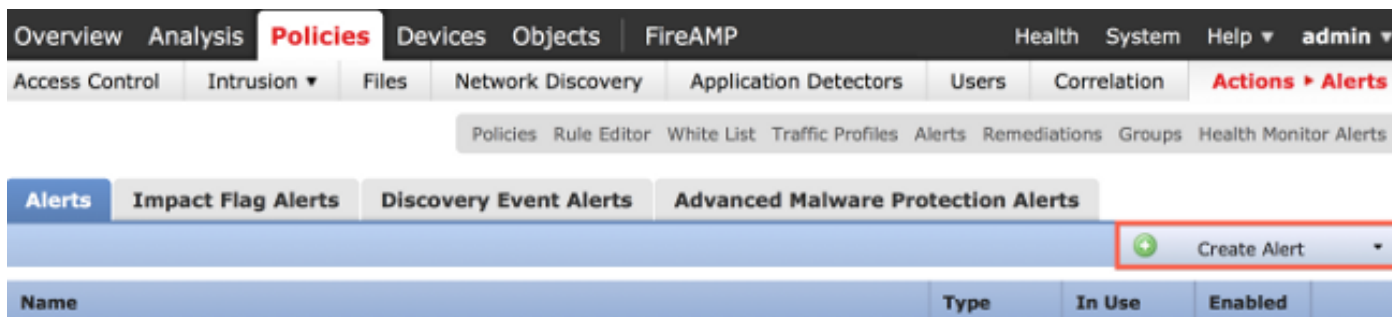 Overview Analysis Policies Devices Objects FireAMP Health System Help ▾ admin ▾
Access Control Intrusion ▾ Files Network Discovery Application Detectors Users Correlation Actions ▸ Alerts
Policies Rule Editor White List Traffic Profiles Alerts Remediations Groups Health Monitor Alerts
Alerts Impact Flag Alerts Discovery Event Alerts Advanced Malware Protection Alerts
Create Alert ▾
Name Type In Use Enabled